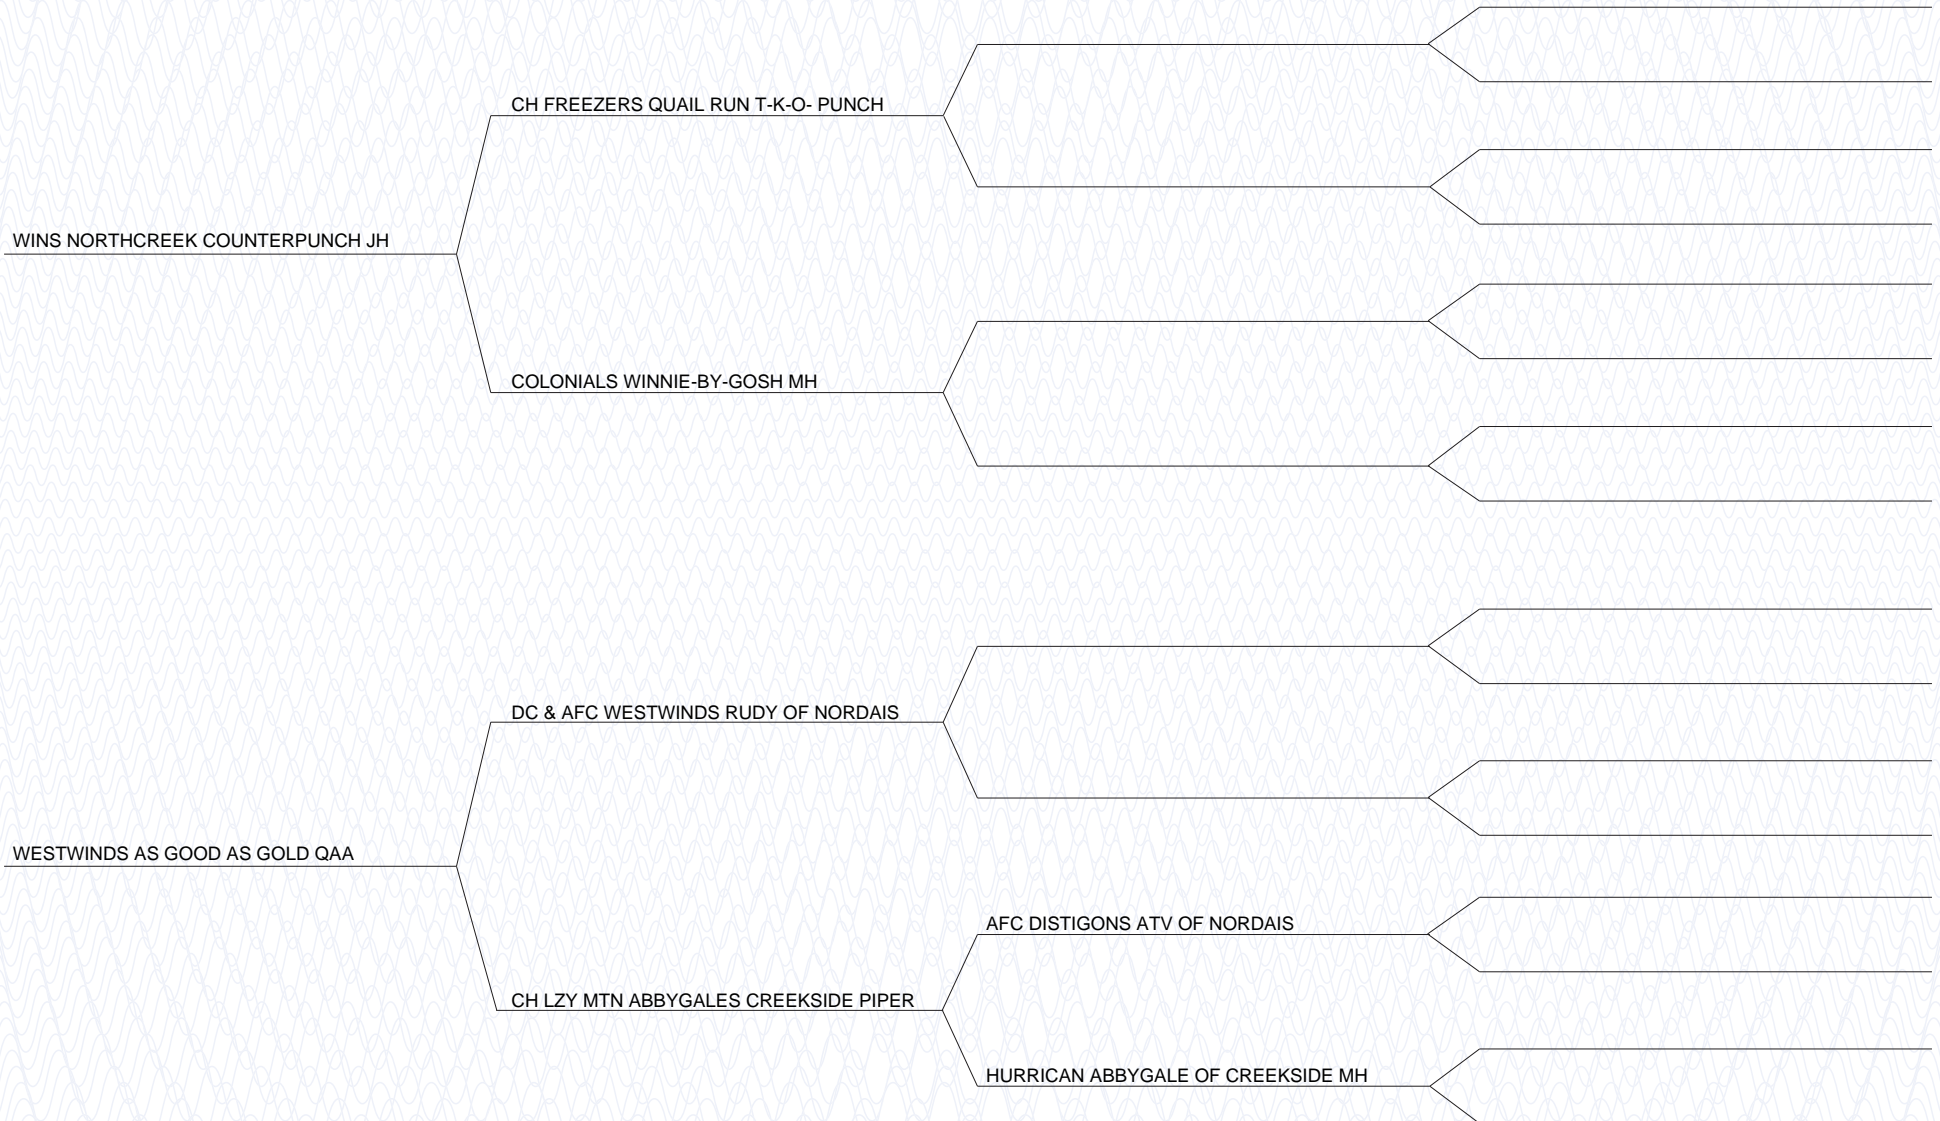 CH FREEZERS QUAIL RUN T-K-O- PUNCH
WINS NORTHCREEK COUNTERPUNCH JH
COLONIALS WINNIE-BY-GOSH MH
DC & AFC WESTWINDS RUDY OF NORDAIS
WESTWINDS AS GOOD AS GOLD QAA
AFC DISTIGONS ATV OF NORDAIS
CH LZY MTN ABBYGALES CREEKSIDE PIPER
HURRICAN ABBYGALE OF CREEKSIDE MH